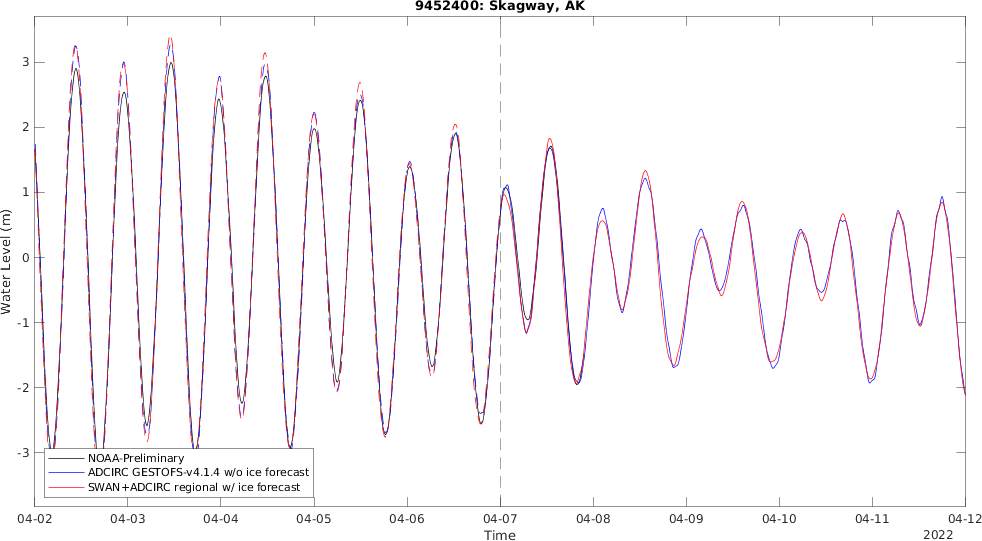 9452400: Skagway, AK
Water Level (m)
3
2
1
0
-1
-2
-3
NOAA-Preliminary
ADCIRC GESTOFS-v4.1.4 w/o ice forecast
SWAN+ADCIRC regional w/ ice forecast
04-02 04-03 04-04 04-05 04-06 04-07 04-08 04-09 04-10 04-11 04-12
Time
2022